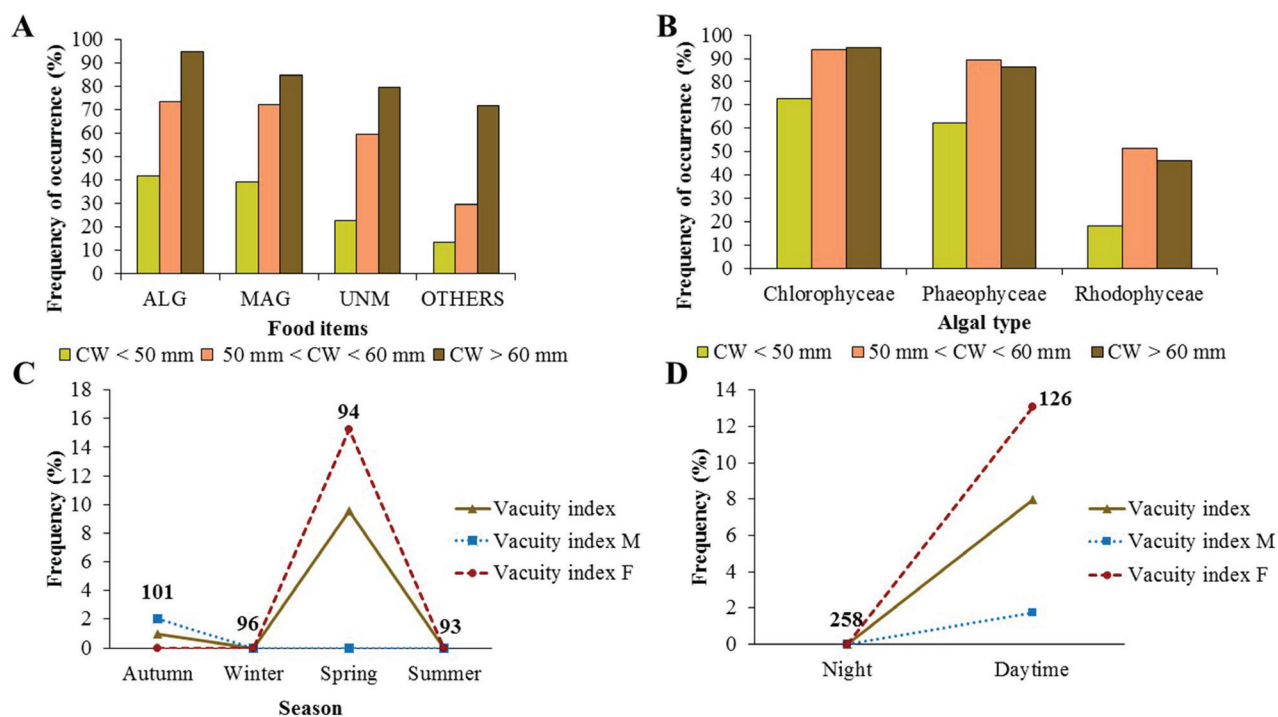 A
B
Frequency of occurrence (%)
100
90
80
70
60
50
40
30
20
10
0
ALG MAG UNM OTHERS
Food items
CW < 50 mm 50 mm < CW < 60 mm CW > 60 mm
Frequency of occurrence (%)
100
90
80
70
60
50
40
30
20
10
0
Chlorophyceae Phaeophyceae Rhodophyceae
Algal type
CW < 50 mm 50 mm < CW < 60 mm CW > 60 mm
C
Frequency (%)
18
16
14
12
10
8
6
4
2
0
101
96
94
93
Autumn Winter Spring Summer
Season
Vacuity index
Vacuity index M
Vacuity index F
D
Frequency (%)
14
12
10
8
6
4
2
0
258
126
Night Daytime
Vacuity index
Vacuity index M
Vacuity index F